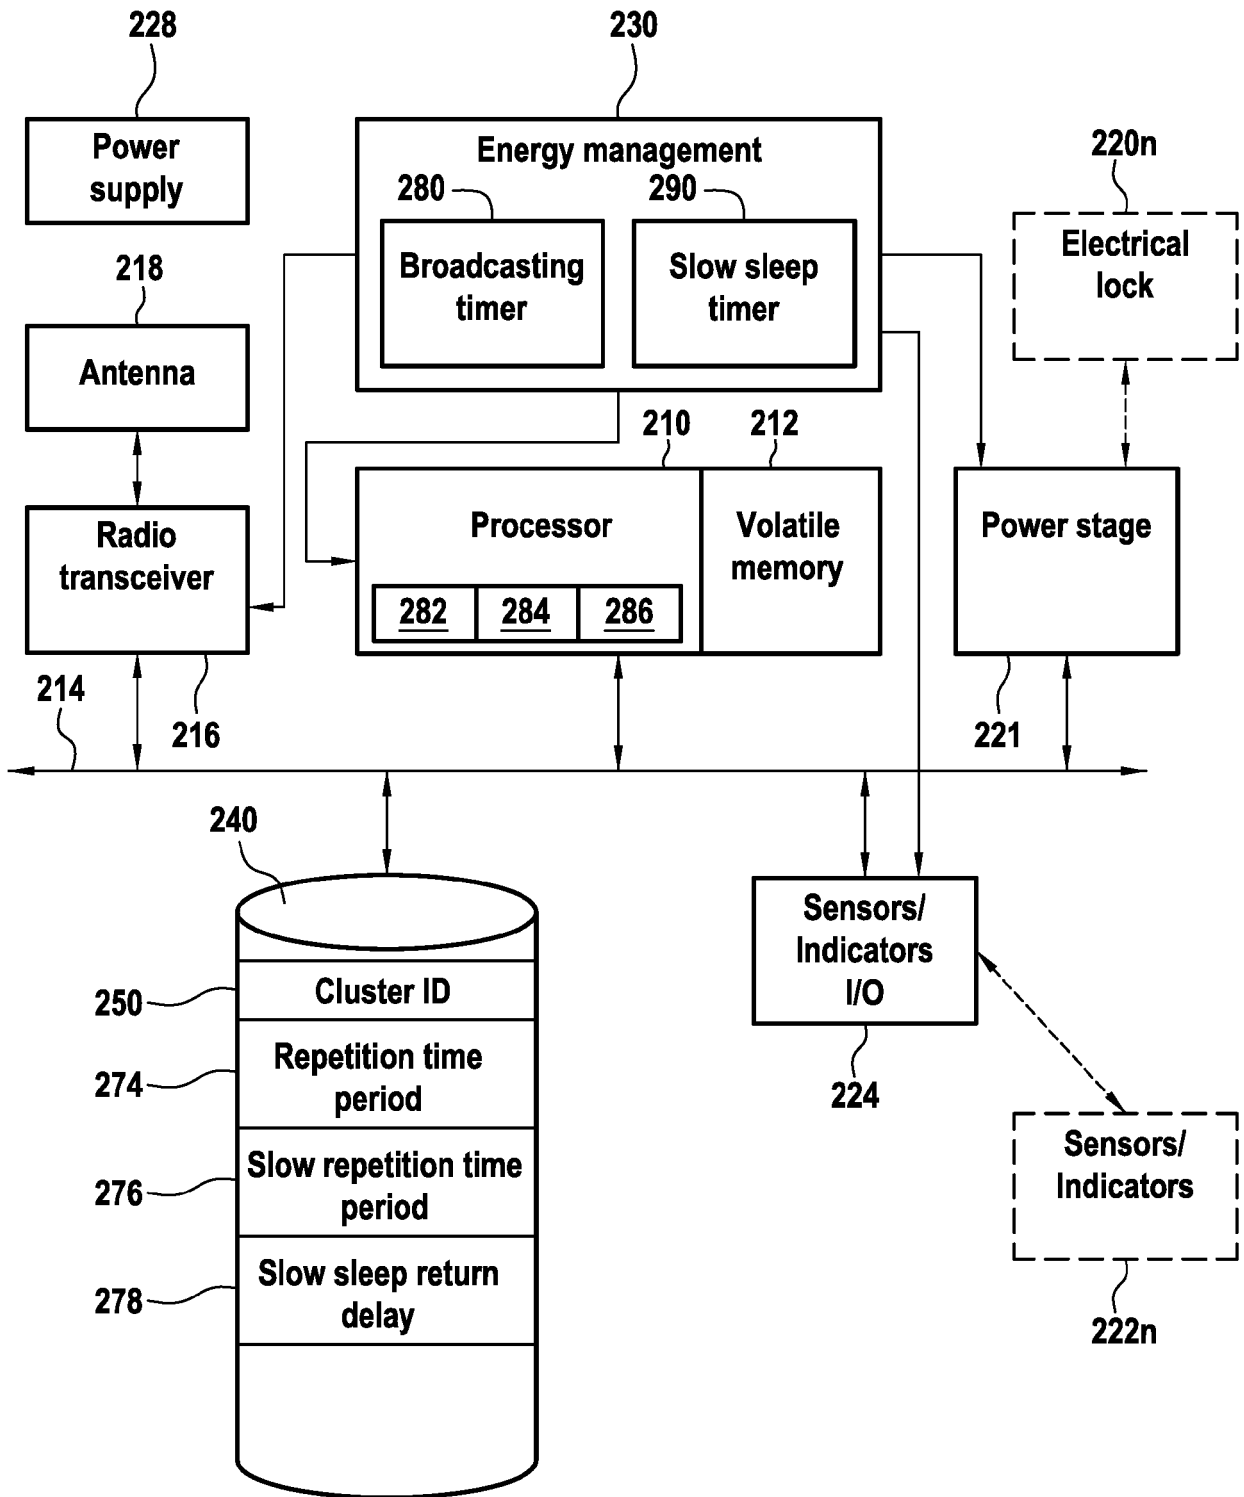 228
230
Power
supply
Energy management
220n
280
290
Electrical
lock
218
Broadcasting
timer
Slow sleep
timer
Antenna
210
212
Radio
transceiver
Processor
Volatile
memory
Power stage
282
284
286
214
216
221
240
Sensors/
Indicators
I/O
250
Cluster ID
274
Repetition time
period
224
276
Slow repetition time
period
Sensors/
Indicators
278
Slow sleep return
delay
222n